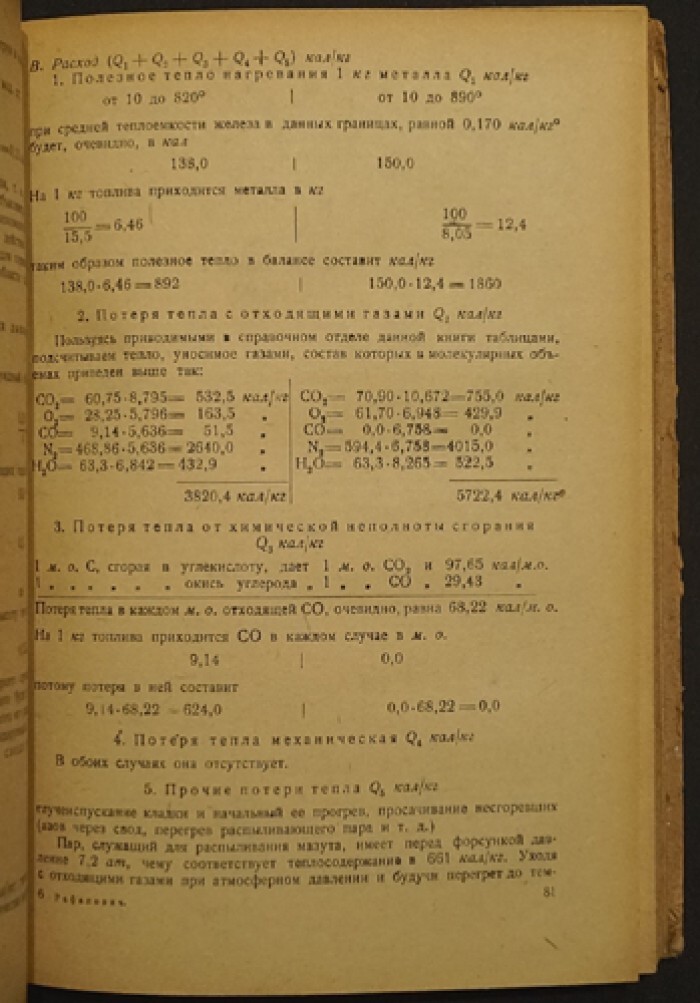 В. Расход (Q₁ + Q₂ + Q₃ + Q₄ + Q₅) кал/кг
1. Полезное тепло нагревания 1 кг металла Q₁ кал/кг
от 10 до 820° | от 10 до 890°
при средней теплоемкости железа в данных границах, равной 0,170 кал/кг°
будет, очевидно, в кал
138,0 | 150,0
На 1 кг топлива приходится металла в кг
100/15,5 = 6,46 | 100/8,05 = 12,4
таким образом полезное тепло в балансе составит кал/кг
138,0·6,46 = 892 | 150,0·12,4 = 1860
2. Потеря тепла с отходящими газами Q₂ кал/кг
Пользуясь приводимыми в справочном отделе данной книги таблицами,
подсчитываем тепло, уносимое газами, состав которых в молекулярных объ-
емах приведен выше так:
CO₂= 60,75·8,795= 532,5 кал/кг | CO₂= 70,90·10,672=755,0 кал/кг
O₂= 28,25·5,796= 163,5 „ | O₂= 61,70·6,948= 429,9 „
CO= 9,14·5,636= 51,5 „ | CO= 0,0·6,758= 0,0 „
N₂=468,86·5,636= 2640,0 „ | N₂=594,4·6,758=4015,0 „
H₂O= 63,3·6,842=432,9 „ | H₂O= 63,3·8,265= 522,5 „
3820,4 кал/кг | 5722,4 кал/кг°
3. Потеря тепла от химической неполноты сгорания
Q₃ кал/кг
1 м. о. С, сгорая в углекислоту, дает 1 м. о. CO₂ и 97,65 кал/м.о.
1 „ „ „ „ „ окись углерода „ 1 „ „ CO „ 29,43 „
Потеря тепла в каждом м. о. отходящей CO, очевидно, равна 68,22 кал/м. о.
На 1 кг топлива приходится CO в каждом случае в м. о.
9,14 | 0,0
потому потеря в ней составит
9,14·68,22 = 624,0 | 0,0·68,22 = 0,0
4. Потеря тепла механическая Q₄ кал/кг
В обоих случаях она отсутствует.
5. Прочие потери тепла Q₅ кал/кг
лучеиспускание кладки и начальный ее прогрев, просачивание несгоревших
газов через свод, перегрев распыливающего пара и т. д.)
Пар, служащий для распыливания мазута, имеет перед форсункой дав-
ление 7,2 ат, чему соответствует теплосодержание в 661 кал/кг. Уходя
с отходящими газами при атмосферном давлении и будучи перегрет до тем-
6 Рафалович. 81